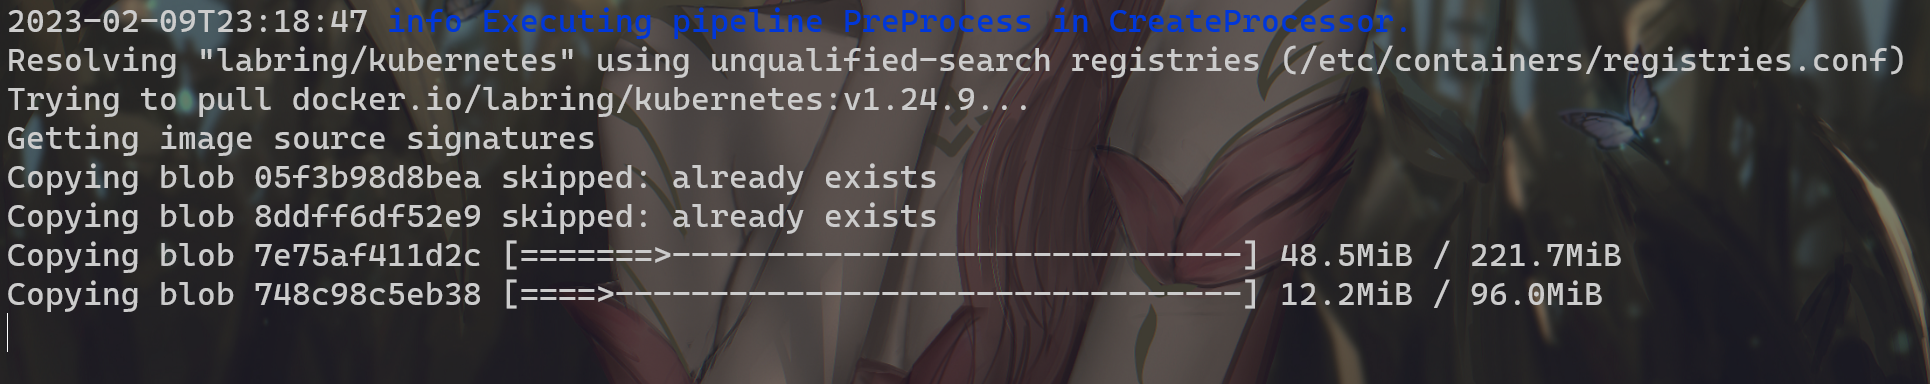 2023-02-09T23:18:47 info Executing pipeline PreProcess in CreateProcessor.
Resolving "labring/kubernetes" using unqualified-search registries (/etc/containers/registries.conf)
Trying to pull docker.io/labring/kubernetes:v1.24.9...
Getting image source signatures
Copying blob 05f3b98d8bea skipped: already exists
Copying blob 8ddff6df52e9 skipped: already exists
Copying blob 7e75af411d2c [=======>------------------------------] 48.5MiB / 221.7MiB
Copying blob 748c98c5eb38 [====>---------------------------------] 12.2MiB / 96.0MiB